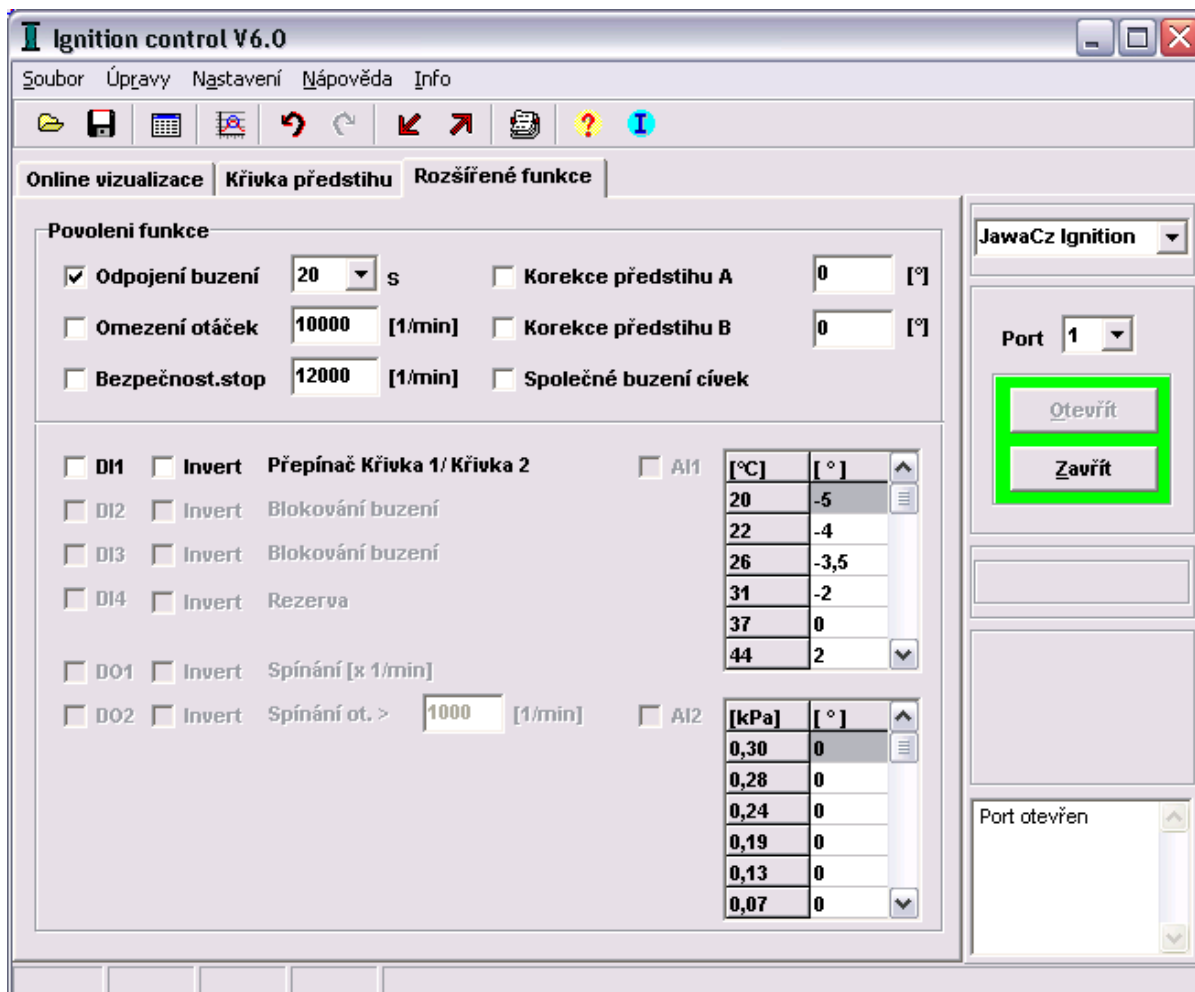 Ignition control V6.0
Soubor Úpravy Nastavení Nápověda Info
Online vizualizace Křivka předstihu Rozšířené funkce
Povoleni funkce
Odpojení buzení 20 s Korekce předstihu A 0 [°]
Omezení otáček 10000 [1/min] Korekce předstihu B 0 [°]
Bezpečnost.stop 12000 [1/min] Společné buzení cívek
DI1 Invert Přepínač Křivka 1/ Křivka 2 AI1
DI2 Invert Blokování buzení
DI3 Invert Blokování buzení
DI4 Invert Rezerva
DO1 Invert Spínání [x 1/min]
DO2 Invert Spínání ot. > 1000 [1/min] AI2
[°C] [ °]
20 -5
22 -4
26 -3,5
31 -2
37 0
44 2
[kPa] [ °]
0,30 0
0,28 0
0,24 0
0,19 0
0,13 0
0,07 0
JawaCz Ignition
Port 1
Otevřít
Zavřít
Port otevřen